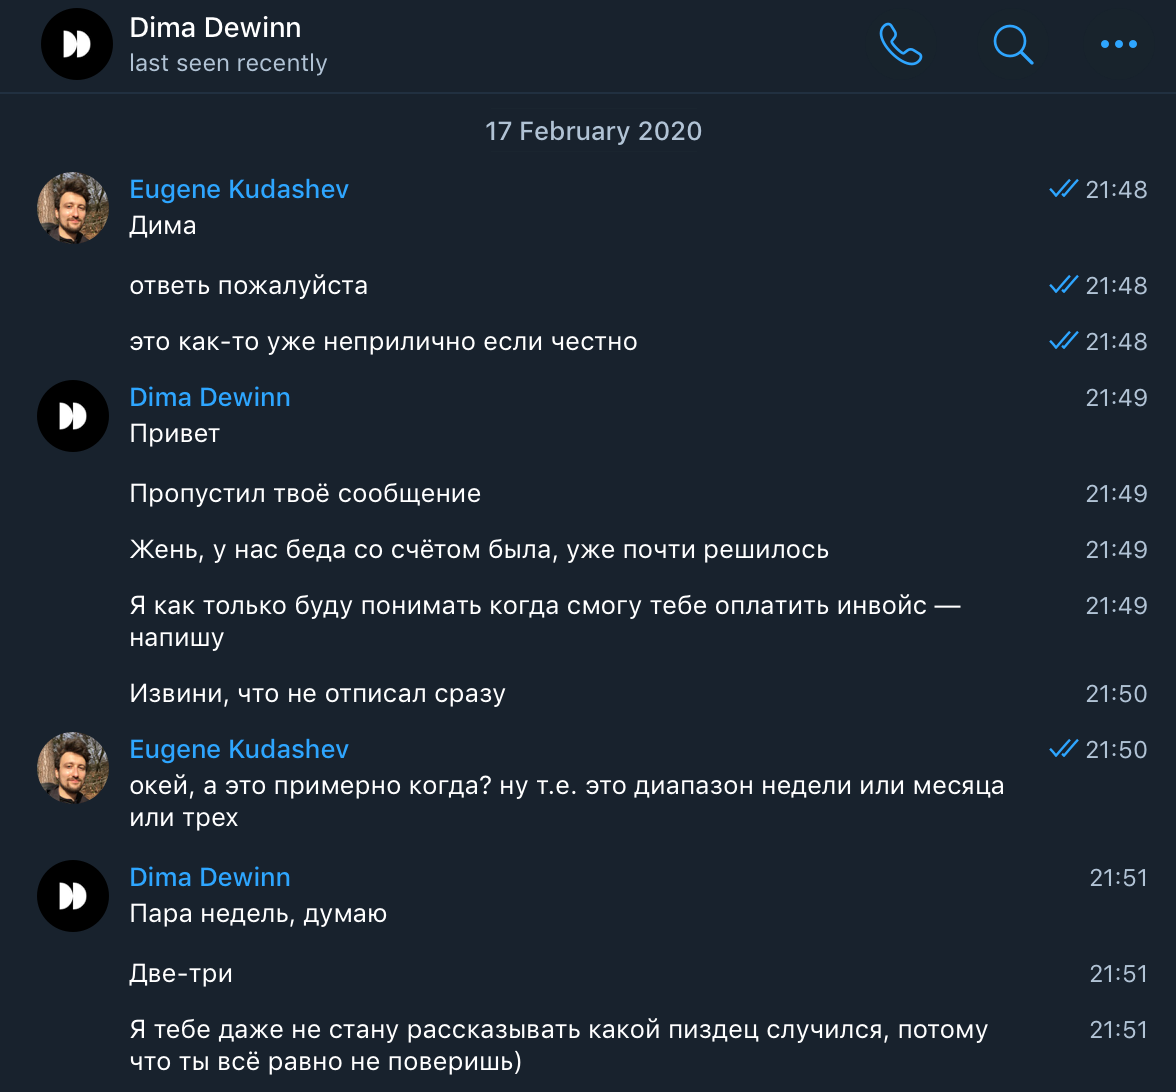 Dima Dewinn
last seen recently
17 February 2020
Eugene Kudashev 21:48
Дима
ответь пожалуйста 21:48
это как-то уже неприлично если честно 21:48
Dima Dewinn 21:49
Привет
Пропустил твоё сообщение 21:49
Жень, у нас беда со счётом была, уже почти решилось 21:49
Я как только буду понимать когда смогу тебе оплатить инвойс — 21:49
напишу
Извини, что не отписал сразу 21:50
Eugene Kudashev 21:50
окей, а это примерно когда? ну т.е. это диапазон недели или месяца
или трех
Dima Dewinn 21:51
Пара недель, думаю
Две-три 21:51
Я тебе даже не стану рассказывать какой пиздец случился, потому 21:51
что ты всё равно не поверишь)